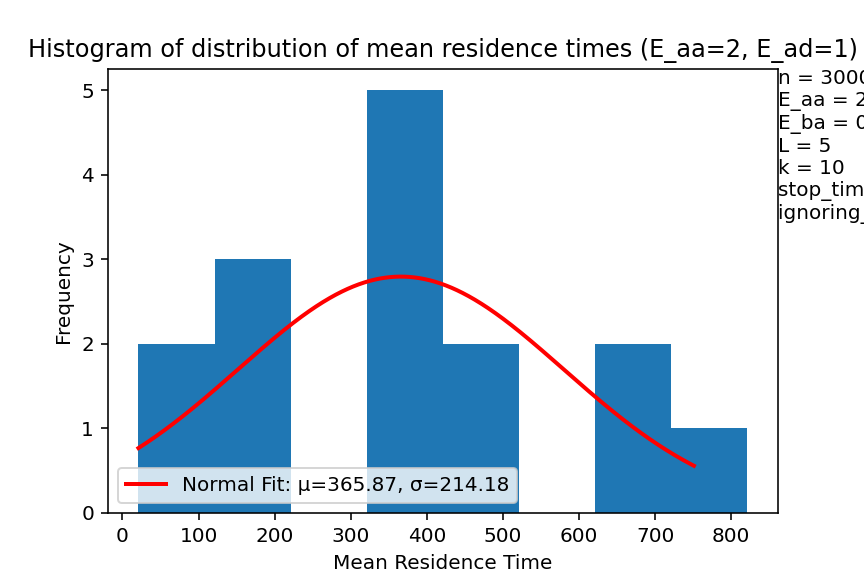 Histogram of distribution of mean residence times (E_aa=2, E_ad=1)
n = 3000
E_aa = 2
E_ba = 0
L = 5
k = 10
stop_tim
ignoring_
5
4
3
2
1
0
Frequency
Normal Fit: μ=365.87, σ=214.18
0 100 200 300 400 500 600 700 800
Mean Residence Time